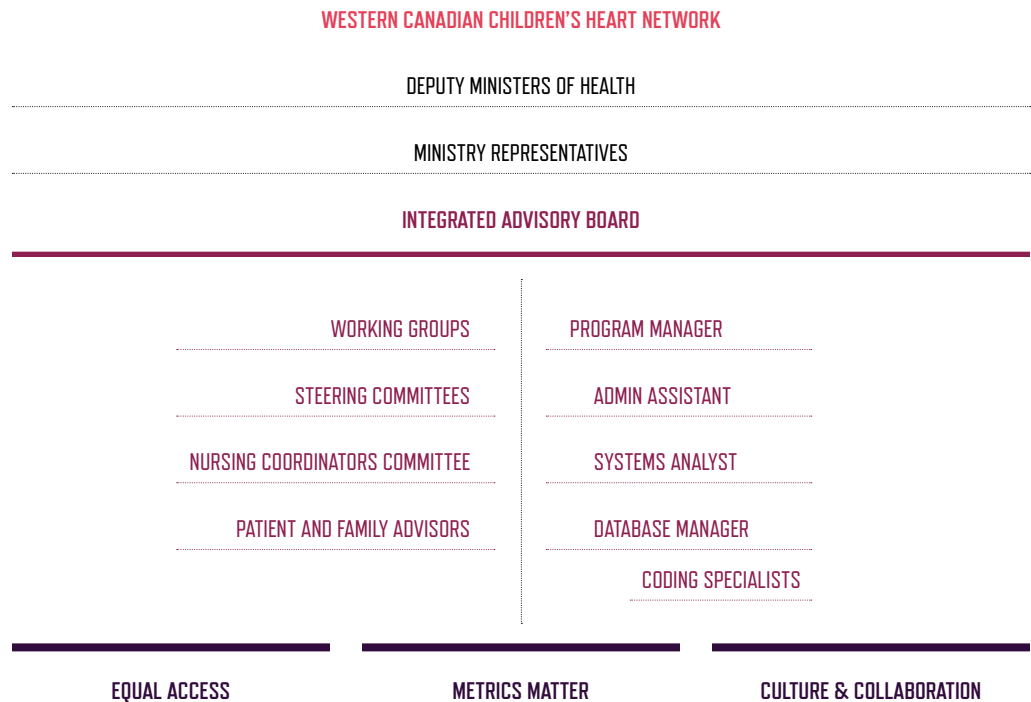 WESTERN CANADIAN CHILDREN'S HEART NETWORK
DEPUTY MINISTERS OF HEALTH
MINISTRY REPRESENTATIVES
INTEGRATED ADVISORY BOARD
WORKING GROUPS
STEERING COMMITTEES
NURSING COORDINATORS COMMITTEE
PATIENT AND FAMILY ADVISORS
PROGRAM MANAGER
ADMIN ASSISTANT
SYSTEMS ANALYST
DATABASE MANAGER
CODING SPECIALISTS
EQUAL ACCESS
METRICS MATTER
CULTURE & COLLABORATION